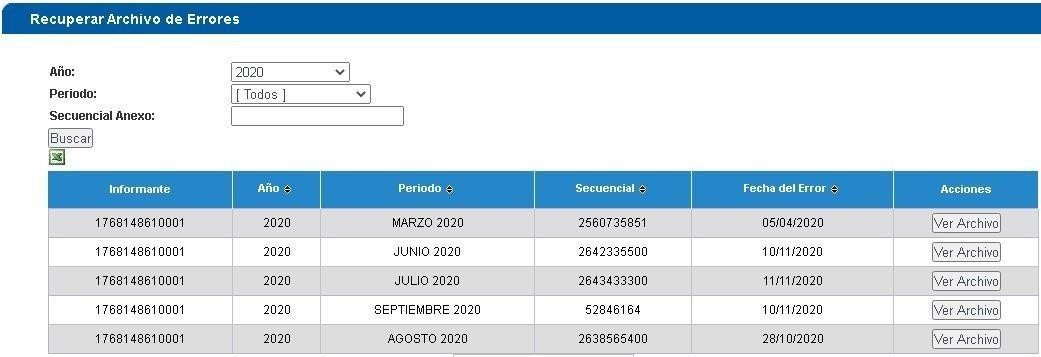 Recuperar Archivo de Errores
Año: 2020
Periodo: [ Todos ]
Secuencial Anexo:
Buscar
Informante Año Periodo Secuencial Fecha del Error Acciones
1768148610001 2020 MARZO 2020 2560735851 05/04/2020 Ver Archivo
1768148610001 2020 JUNIO 2020 2642335500 10/11/2020 Ver Archivo
1768148610001 2020 JULIO 2020 2643433300 11/11/2020 Ver Archivo
1768148610001 2020 SEPTIEMBRE 2020 52846164 10/11/2020 Ver Archivo
1768148610001 2020 AGOSTO 2020 2638565400 28/10/2020 Ver Archivo